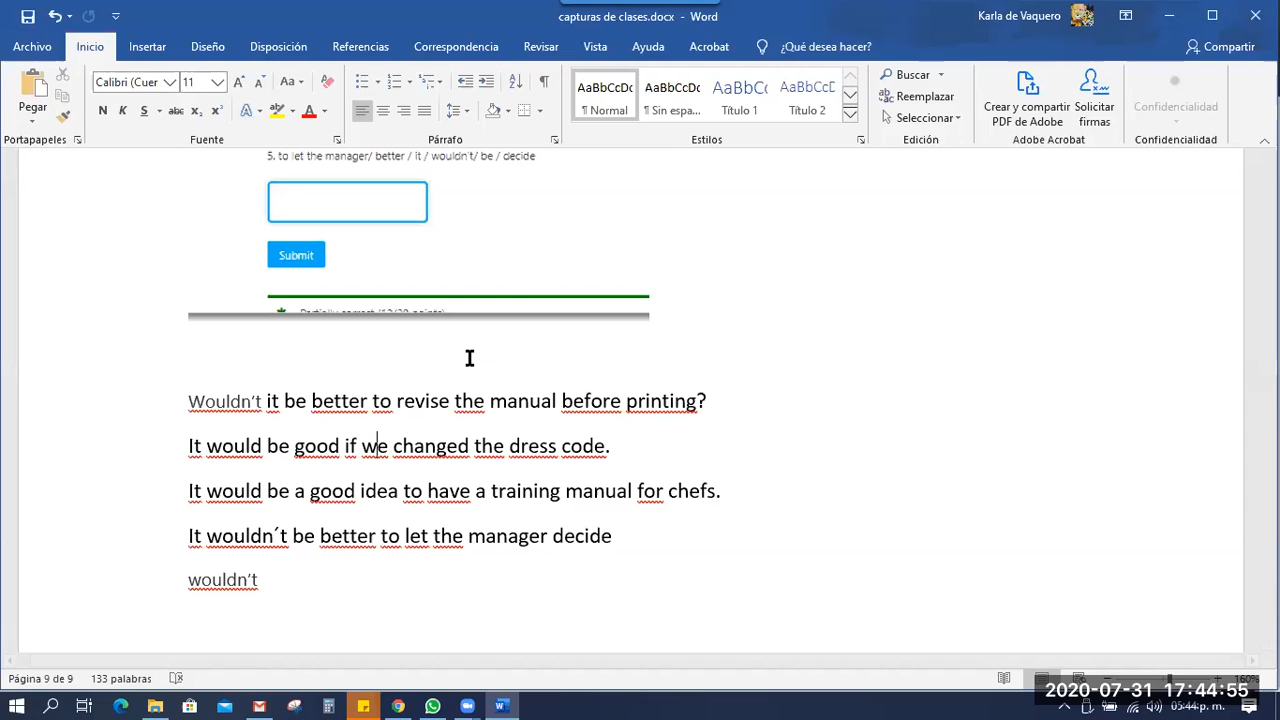 capturas de clases.docx - Word
Karla de Vaquero
Archivo Inicio Insertar Diseño Disposición Referencias Correspondencia Revisar Vista Ayuda Acrobat ¿Qué desea hacer? Compartir
Pegar
Calibri (Cuer 11
N K S abc x₂ x²
AaBbCcDc AaBbCcDc AaBbCc AaBbCcD
¶ Normal ¶ Sin espa... Título 1 Título 2
Buscar
Reemplazar
Seleccionar
Crear y compartir PDF de Adobe
Solicitar firmas
Confidencialidad
Portapapeles Fuente Párrafo Estilos Edición Adobe Acrobat Confidencialidad
5. to let the manager/ better / it / wouldn't/ be / decide
Submit
Wouldn't it be better to revise the manual before printing?
It would be good if we changed the dress code.
It would be a good idea to have a training manual for chefs.
It wouldn´t be better to let the manager decide
wouldn't
Página 9 de 9 133 palabras
160%
2020-07-31 17:44:55
05:44 p. m.